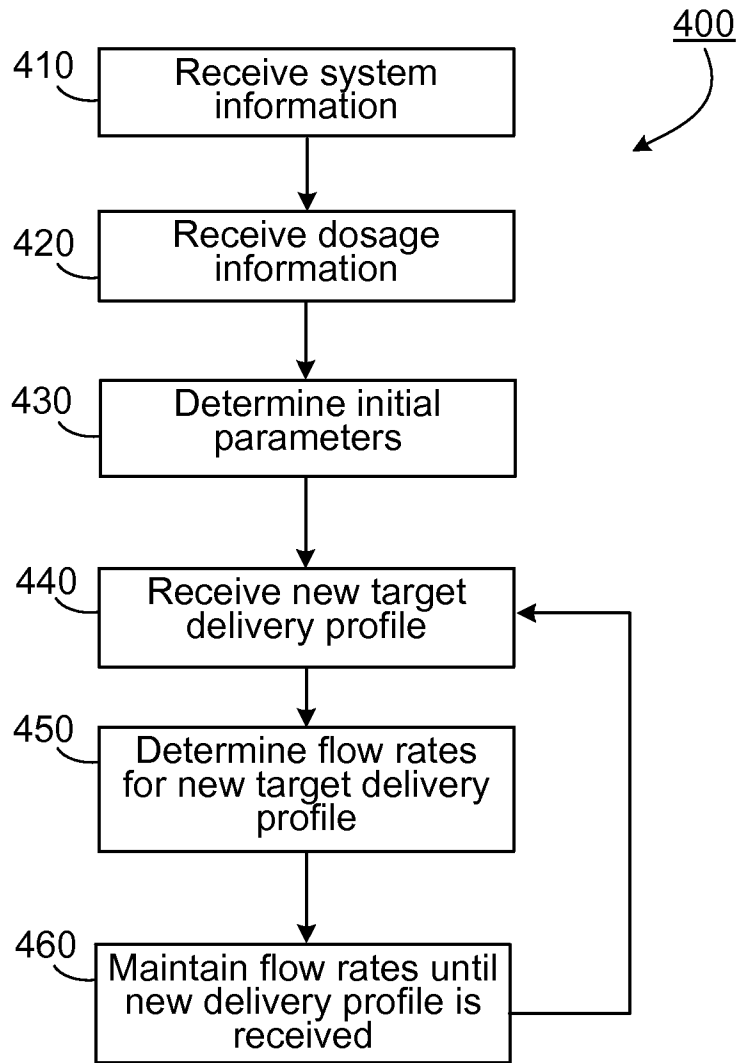 400
410
Receive system
information
420
Receive dosage
information
430
Determine initial
parameters
440
Receive new target
delivery profile
450
Determine flow rates
for new target delivery
profile
460
Maintain flow rates until
new delivery profile is
received